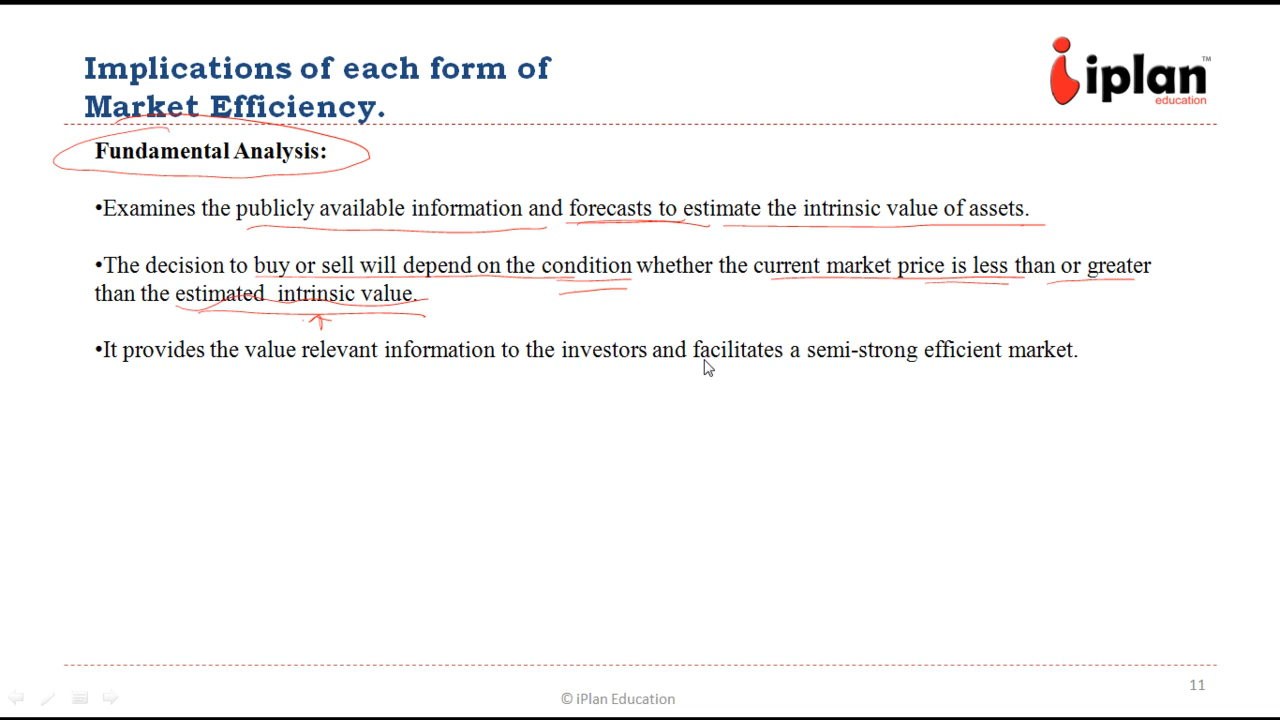 Implications of each form of
Market Efficiency.
iplan™
education
Fundamental Analysis:
•Examines the publicly available information and forecasts to estimate the intrinsic value of assets.
•The decision to buy or sell will depend on the condition whether the current market price is less than or greater
than the estimated intrinsic value.
•It provides the value relevant information to the investors and facilitates a semi-strong efficient market.
© iPlan Education
11